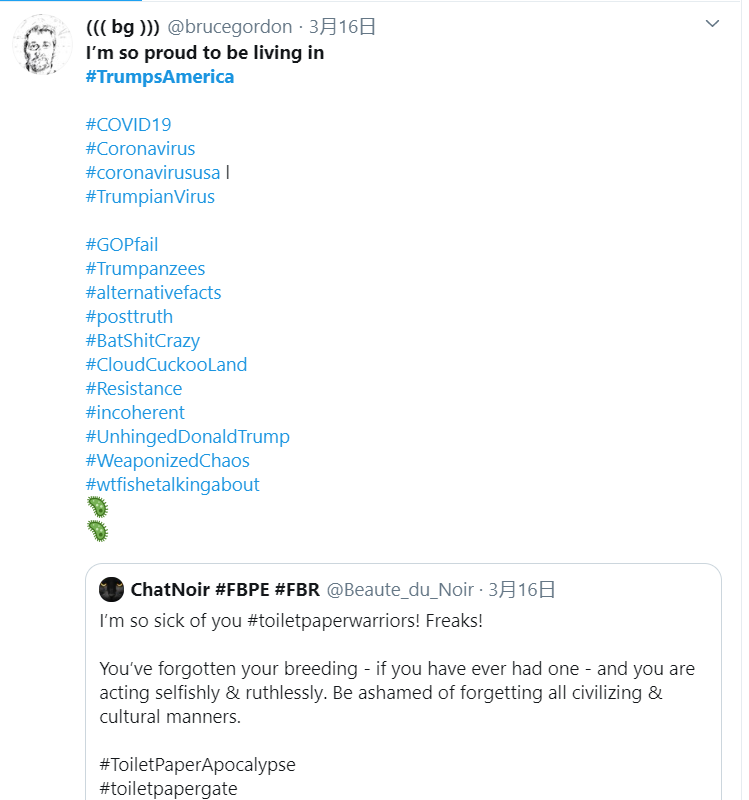 ((( bg ))) @brucegordon · 3月16日
I'm so proud to be living in
#TrumpsAmerica
#COVID19
#Coronavirus
#coronavirususa l
#TrumpianVirus
#GOPfail
#Trumpanzees
#alternativefacts
#posttruth
#BatShitCrazy
#CloudCuckooLand
#Resistance
#incoherent
#UnhingedDonaldTrump
#WeaponizedChaos
#wtfishetalkingabout
ChatNoir #FBPE #FBR @Beaute_du_Noir · 3月16日
I'm so sick of you #toiletpaperwarriors! Freaks!
You've forgotten your breeding - if you have ever had one - and you are
acting selfishly & ruthlessly. Be ashamed of forgetting all civilizing &
cultural manners.
#ToiletPaperApocalypse
#toiletpapergate